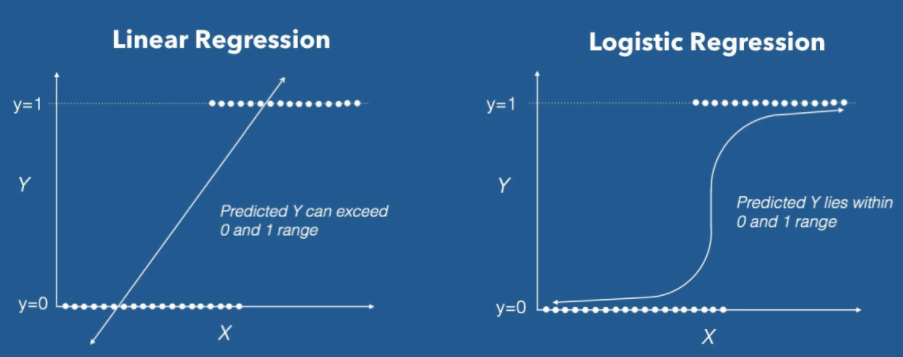 Linear Regression
y=1
Y
Predicted Y can exceed
0 and 1 range
y=0
X
Logistic Regression
y=1
Y
Predicted Y lies within
0 and 1 range
y=0
X